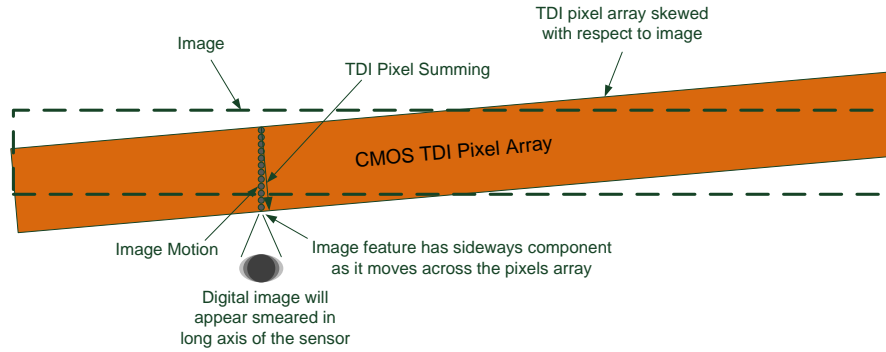 TDI pixel array skewed
with respect to image
Image
TDI Pixel Summing
CMOS TDI Pixel Array
Image Motion
Image feature has sideways component
as it moves across the pixels array
Digital image will
appear smeared in
long axis of the sensor